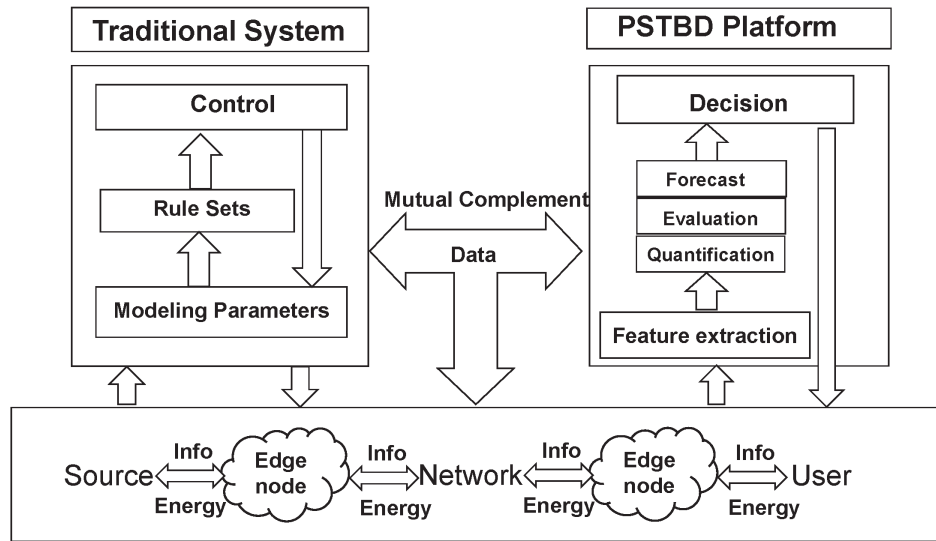 Traditional System
PSTBD Platform
Control
Rule Sets
Modeling Parameters
Mutual Complement
Data
Decision
Forecast
Evaluation
Quantification
Feature extraction
Source
Info
Energy
Edge
node
Info
Energy
Network
Info
Energy
Edge
node
Info
Energy
User